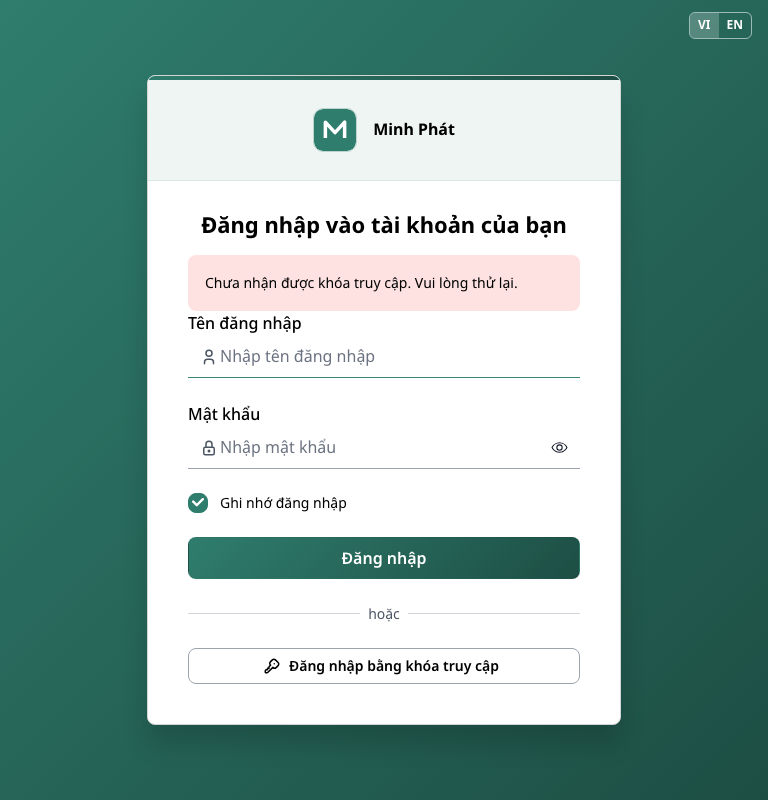 VI EN
Minh Phát
Đăng nhập vào tài khoản của bạn
Chưa nhận được khóa truy cập. Vui lòng thử lại.
Tên đăng nhập
Nhập tên đăng nhập
Mật khẩu
Nhập mật khẩu
Ghi nhớ đăng nhập
Đăng nhập
hoặc
Đăng nhập bằng khóa truy cập